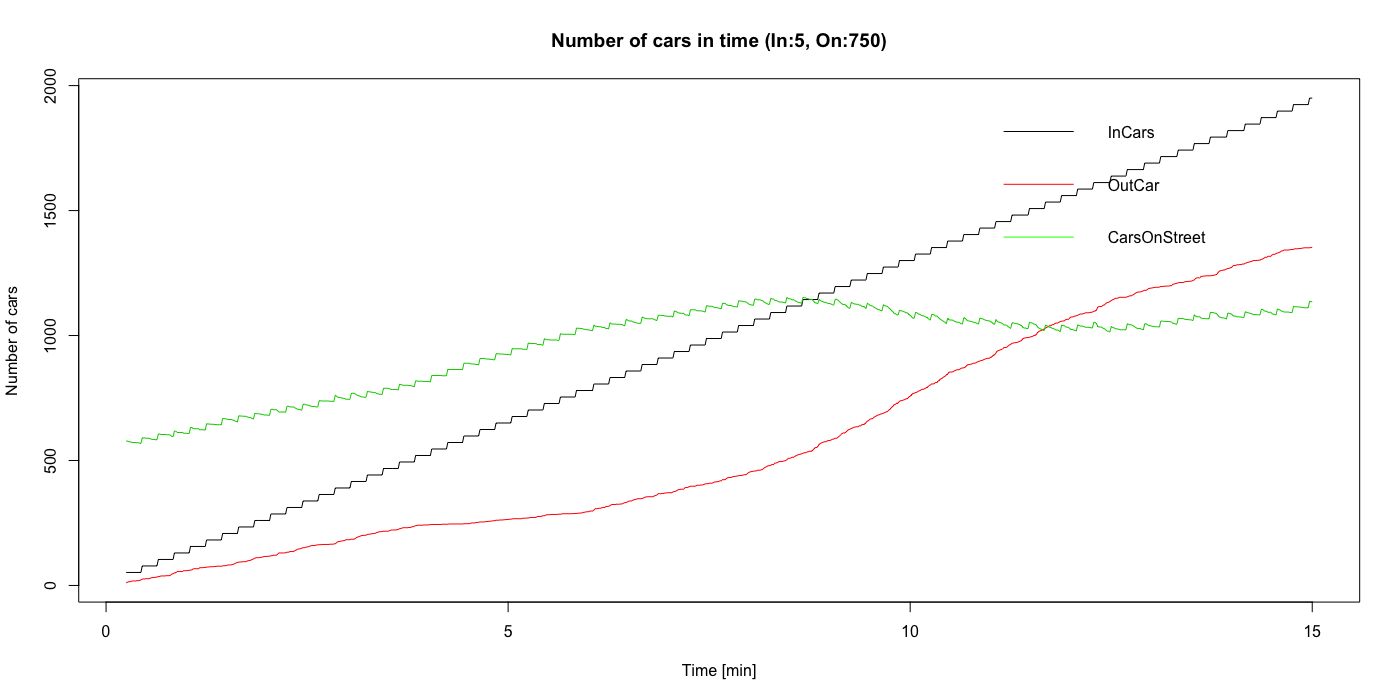 Number of cars in time (In:5, On:750)
Number of cars
2000
1500
1000
500
0
InCars
OutCar
CarsOnStreet
0 5 10 15
Time [min]